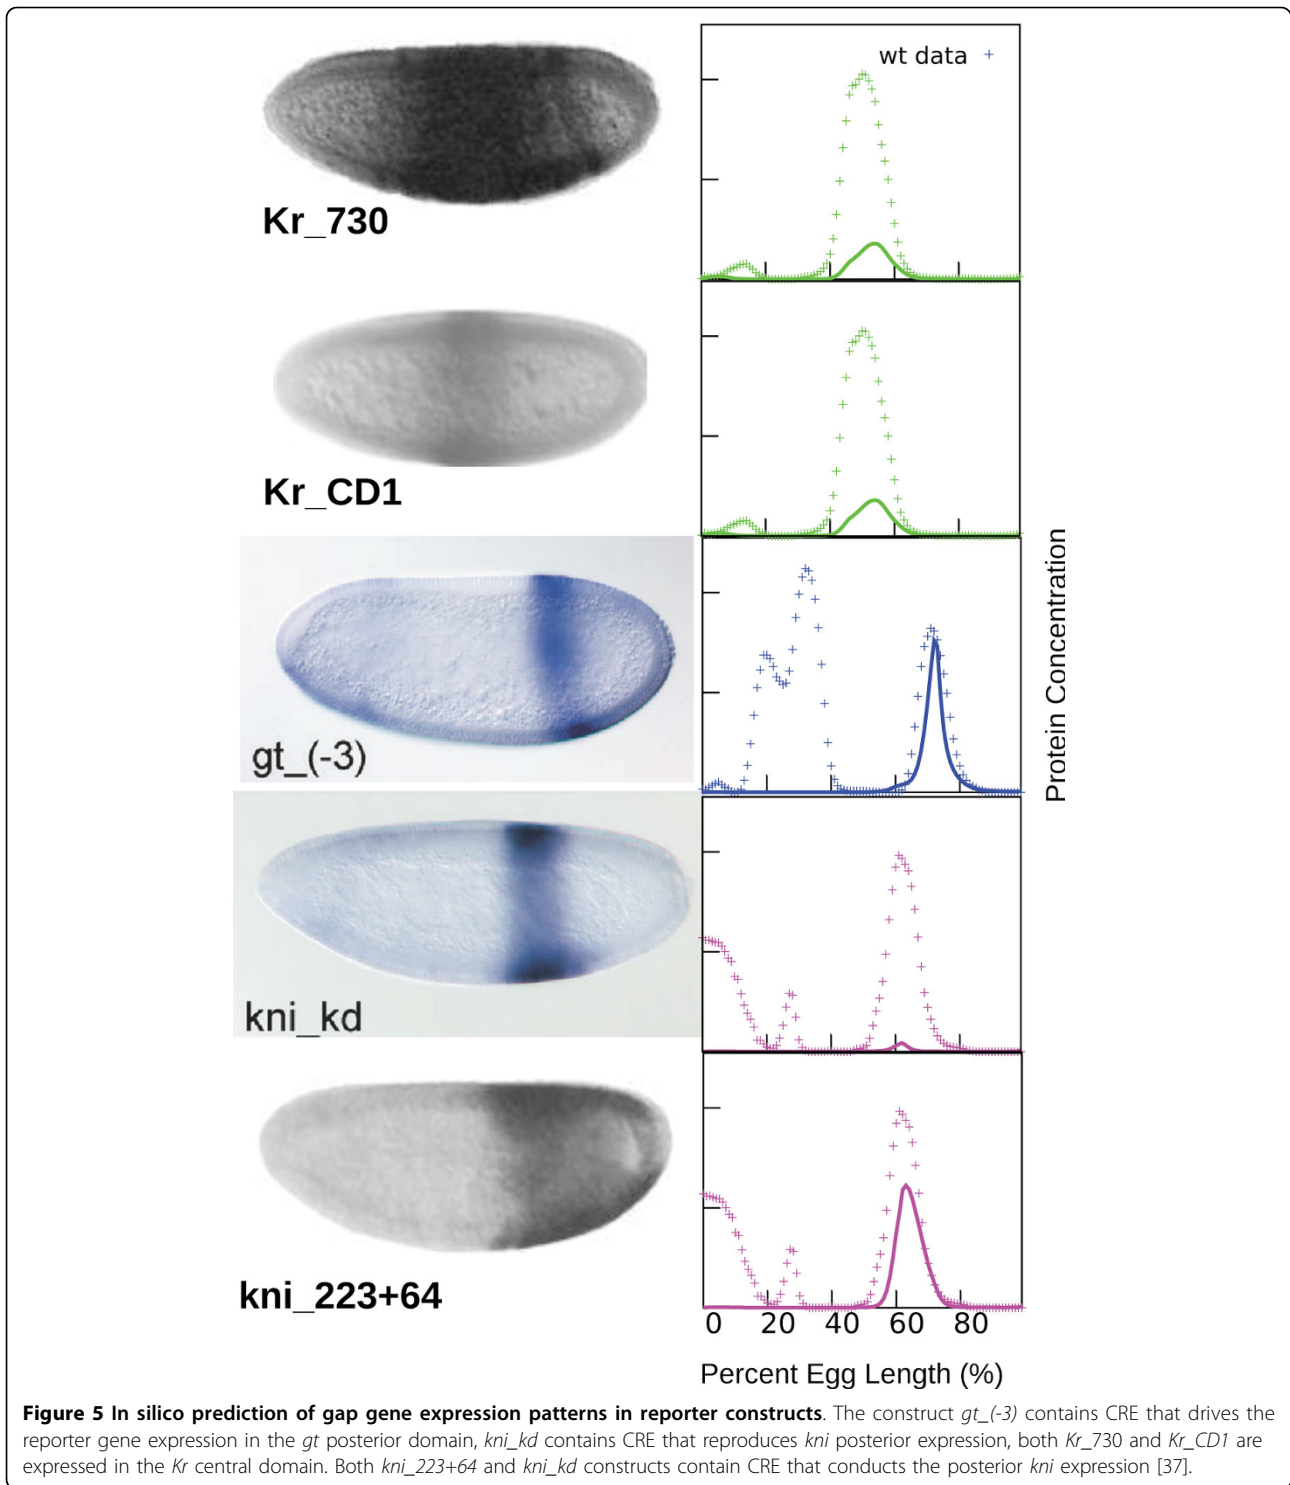 wt data +
Kr_730
Kr_CD1
gt_(-3)
Protein Concentration
kni_kd
kni_223+64
0 20 40 60 80
Percent Egg Length (%)
Figure 5 In silico prediction of gap gene expression patterns in reporter constructs. The construct gt_(-3) contains CRE that drives the
reporter gene expression in the gt posterior domain, kni_kd contains CRE that reproduces kni posterior expression, both Kr_730 and Kr_CD1 are
expressed in the Kr central domain. Both kni_223+64 and kni_kd constructs contain CRE that conducts the posterior kni expression [37].